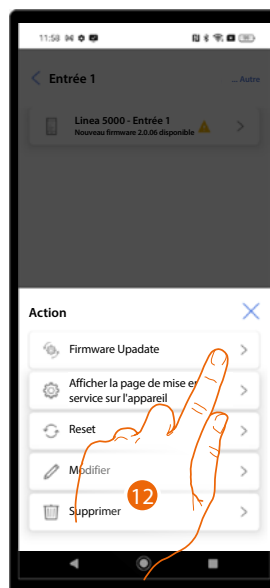 11:58
Entrée 1
... Autre
Linea 5000 - Entrée 1
Nouveau firmware 2.0.06 disponible
Action
Firmware Upadate
Afficher la page de mise en
service sur l'appareil
Reset
Modifier
12
Supprimer